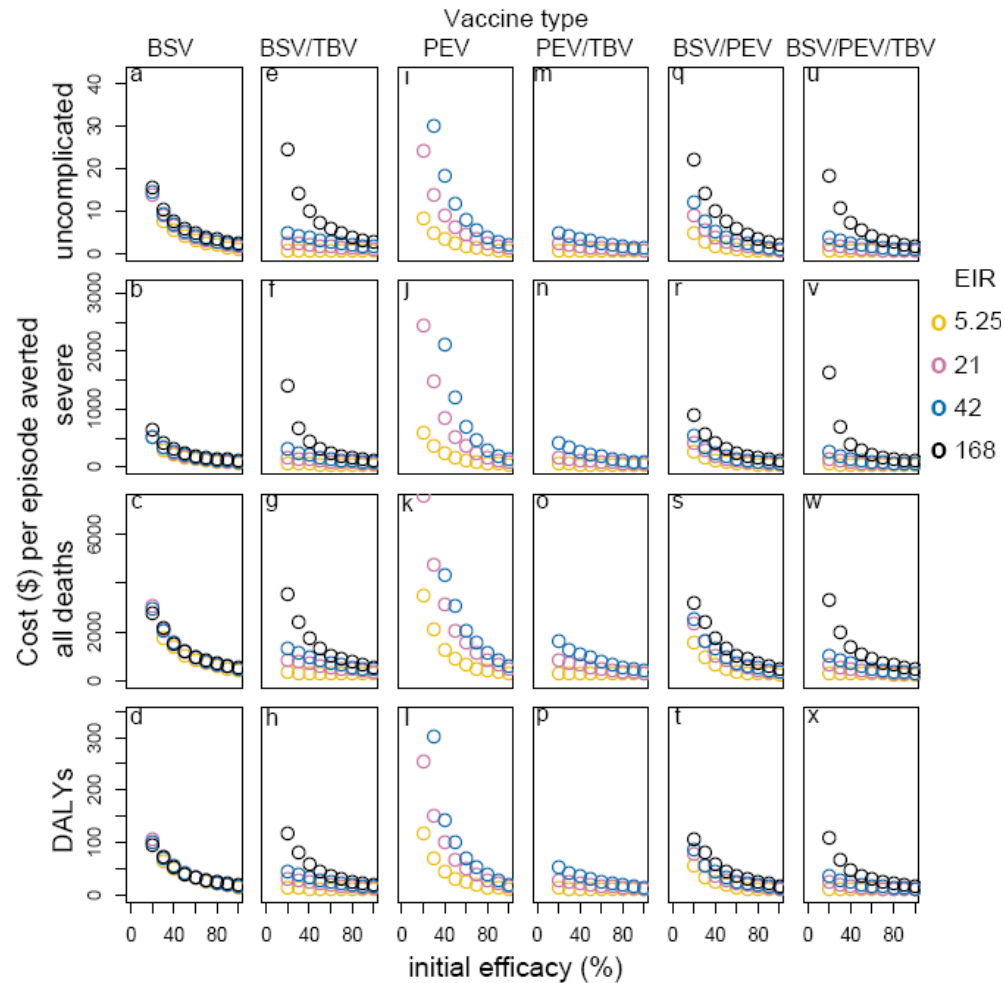 Vaccine type
BSV BSV/TBV PEV PEV/TBV BSV/PEV BSV/PEV/TBV
a e i m q u
uncomplicated
0 10 20 30 40
b f j n r v
severe
0 1000 2000 3000
c g k o s w
all deaths
0 2000 6000
d h l p t x
DALYs
0 100 200 300
Cost ($) per episode averted
0 40 80 0 40 80 0 40 80 0 40 80 0 40 80 0 40 80
initial efficacy (%)
EIR
5.25
21
42
168